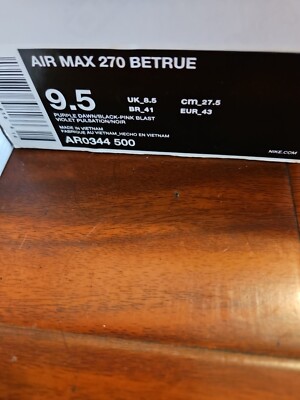 AIR MAX 270 BETRUE
9.5 UK_8.5 cm_27.5
BR_41 EUR_43
PURPLE DAWN/BLACK-PINK BLAST
VIOLET PULSATION/NOIR
MADE IN VIETNAM
FABRIQUE AU VIETNAM_HECHO EN VIETNAM
AR0344 500
NIKE.COM